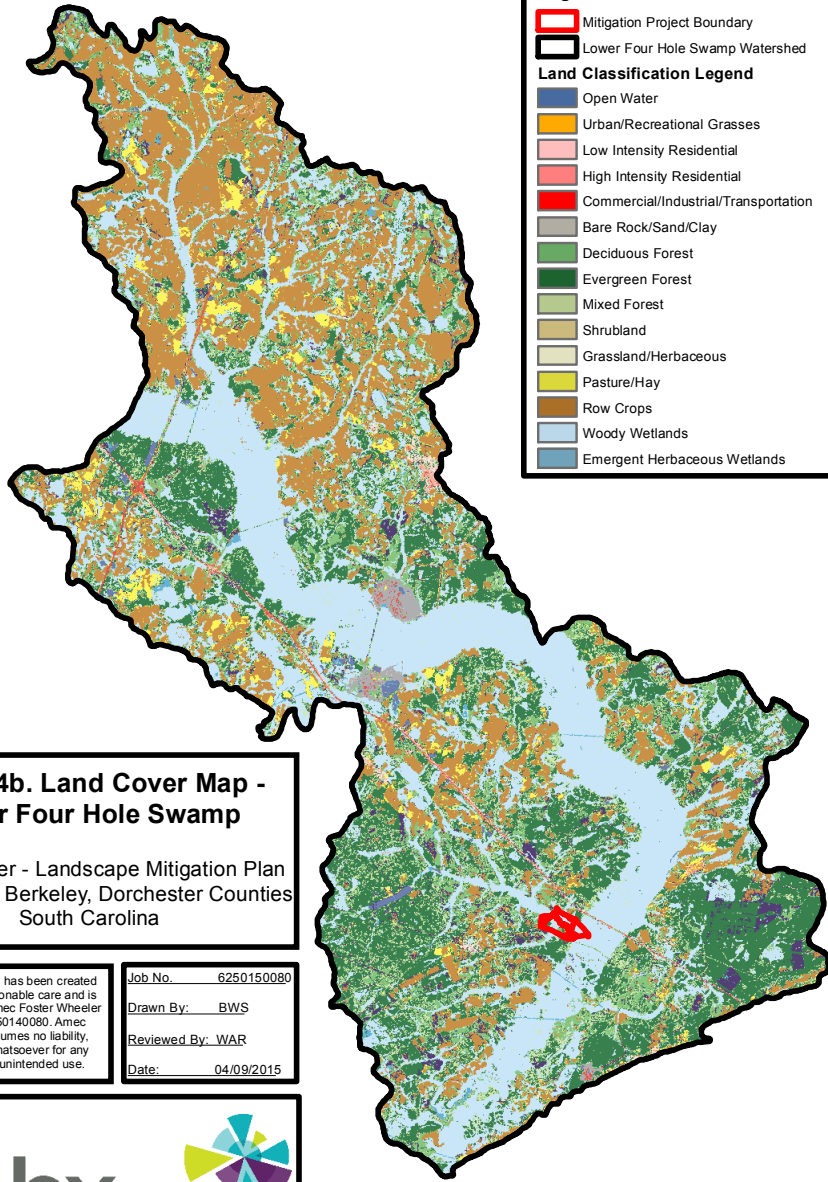 Mitigation Project Boundary
Lower Four Hole Swamp Watershed
Land Classification Legend
Open Water
Urban/Recreational Grasses
Low Intensity Residential
High Intensity Residential
Commercial/Industrial/Transportation
Bare Rock/Sand/Clay
Deciduous Forest
Evergreen Forest
Mixed Forest
Shrubland
Grassland/Herbaceous
Pasture/Hay
Row Crops
Woody Wetlands
Emergent Herbaceous Wetlands
4b. Land Cover Map -
r Four Hole Swamp
er - Landscape Mitigation Plan
Berkeley, Dorchester Counties
South Carolina
has been created
onable care and is
nec Foster Wheeler
50140080. Amec
umes no liability,
hatsoever for any
unintended use.
Job No. 6250150080
Drawn By: BWS
Reviewed By: WAR
Date: 04/09/2015